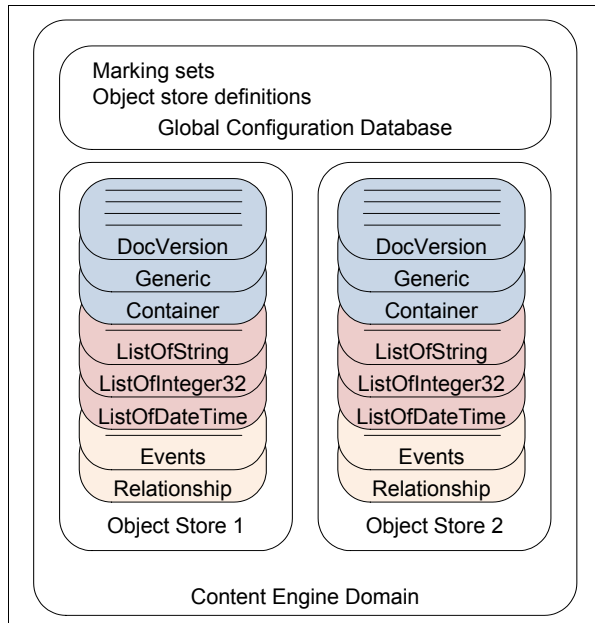 Marking sets
Object store definitions
Global Configuration Database
DocVersion
Generic
Container
ListOfString
ListOfInteger32
ListOfDateTime
Events
Relationship
Object Store 1
DocVersion
Generic
Container
ListOfString
ListOfInteger32
ListOfDateTime
Events
Relationship
Object Store 2
Content Engine Domain